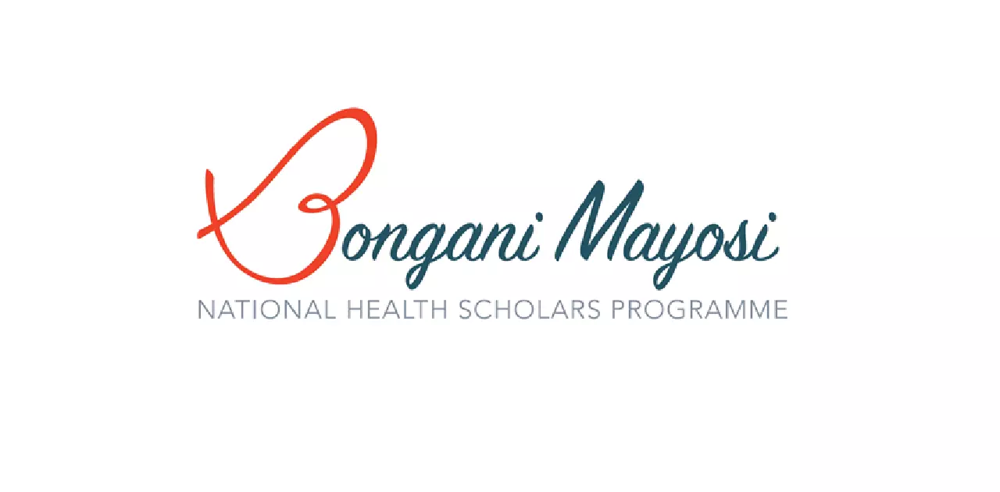 Bongani Mayosi
NATIONAL HEALTH SCHOLARS PROGRAMME